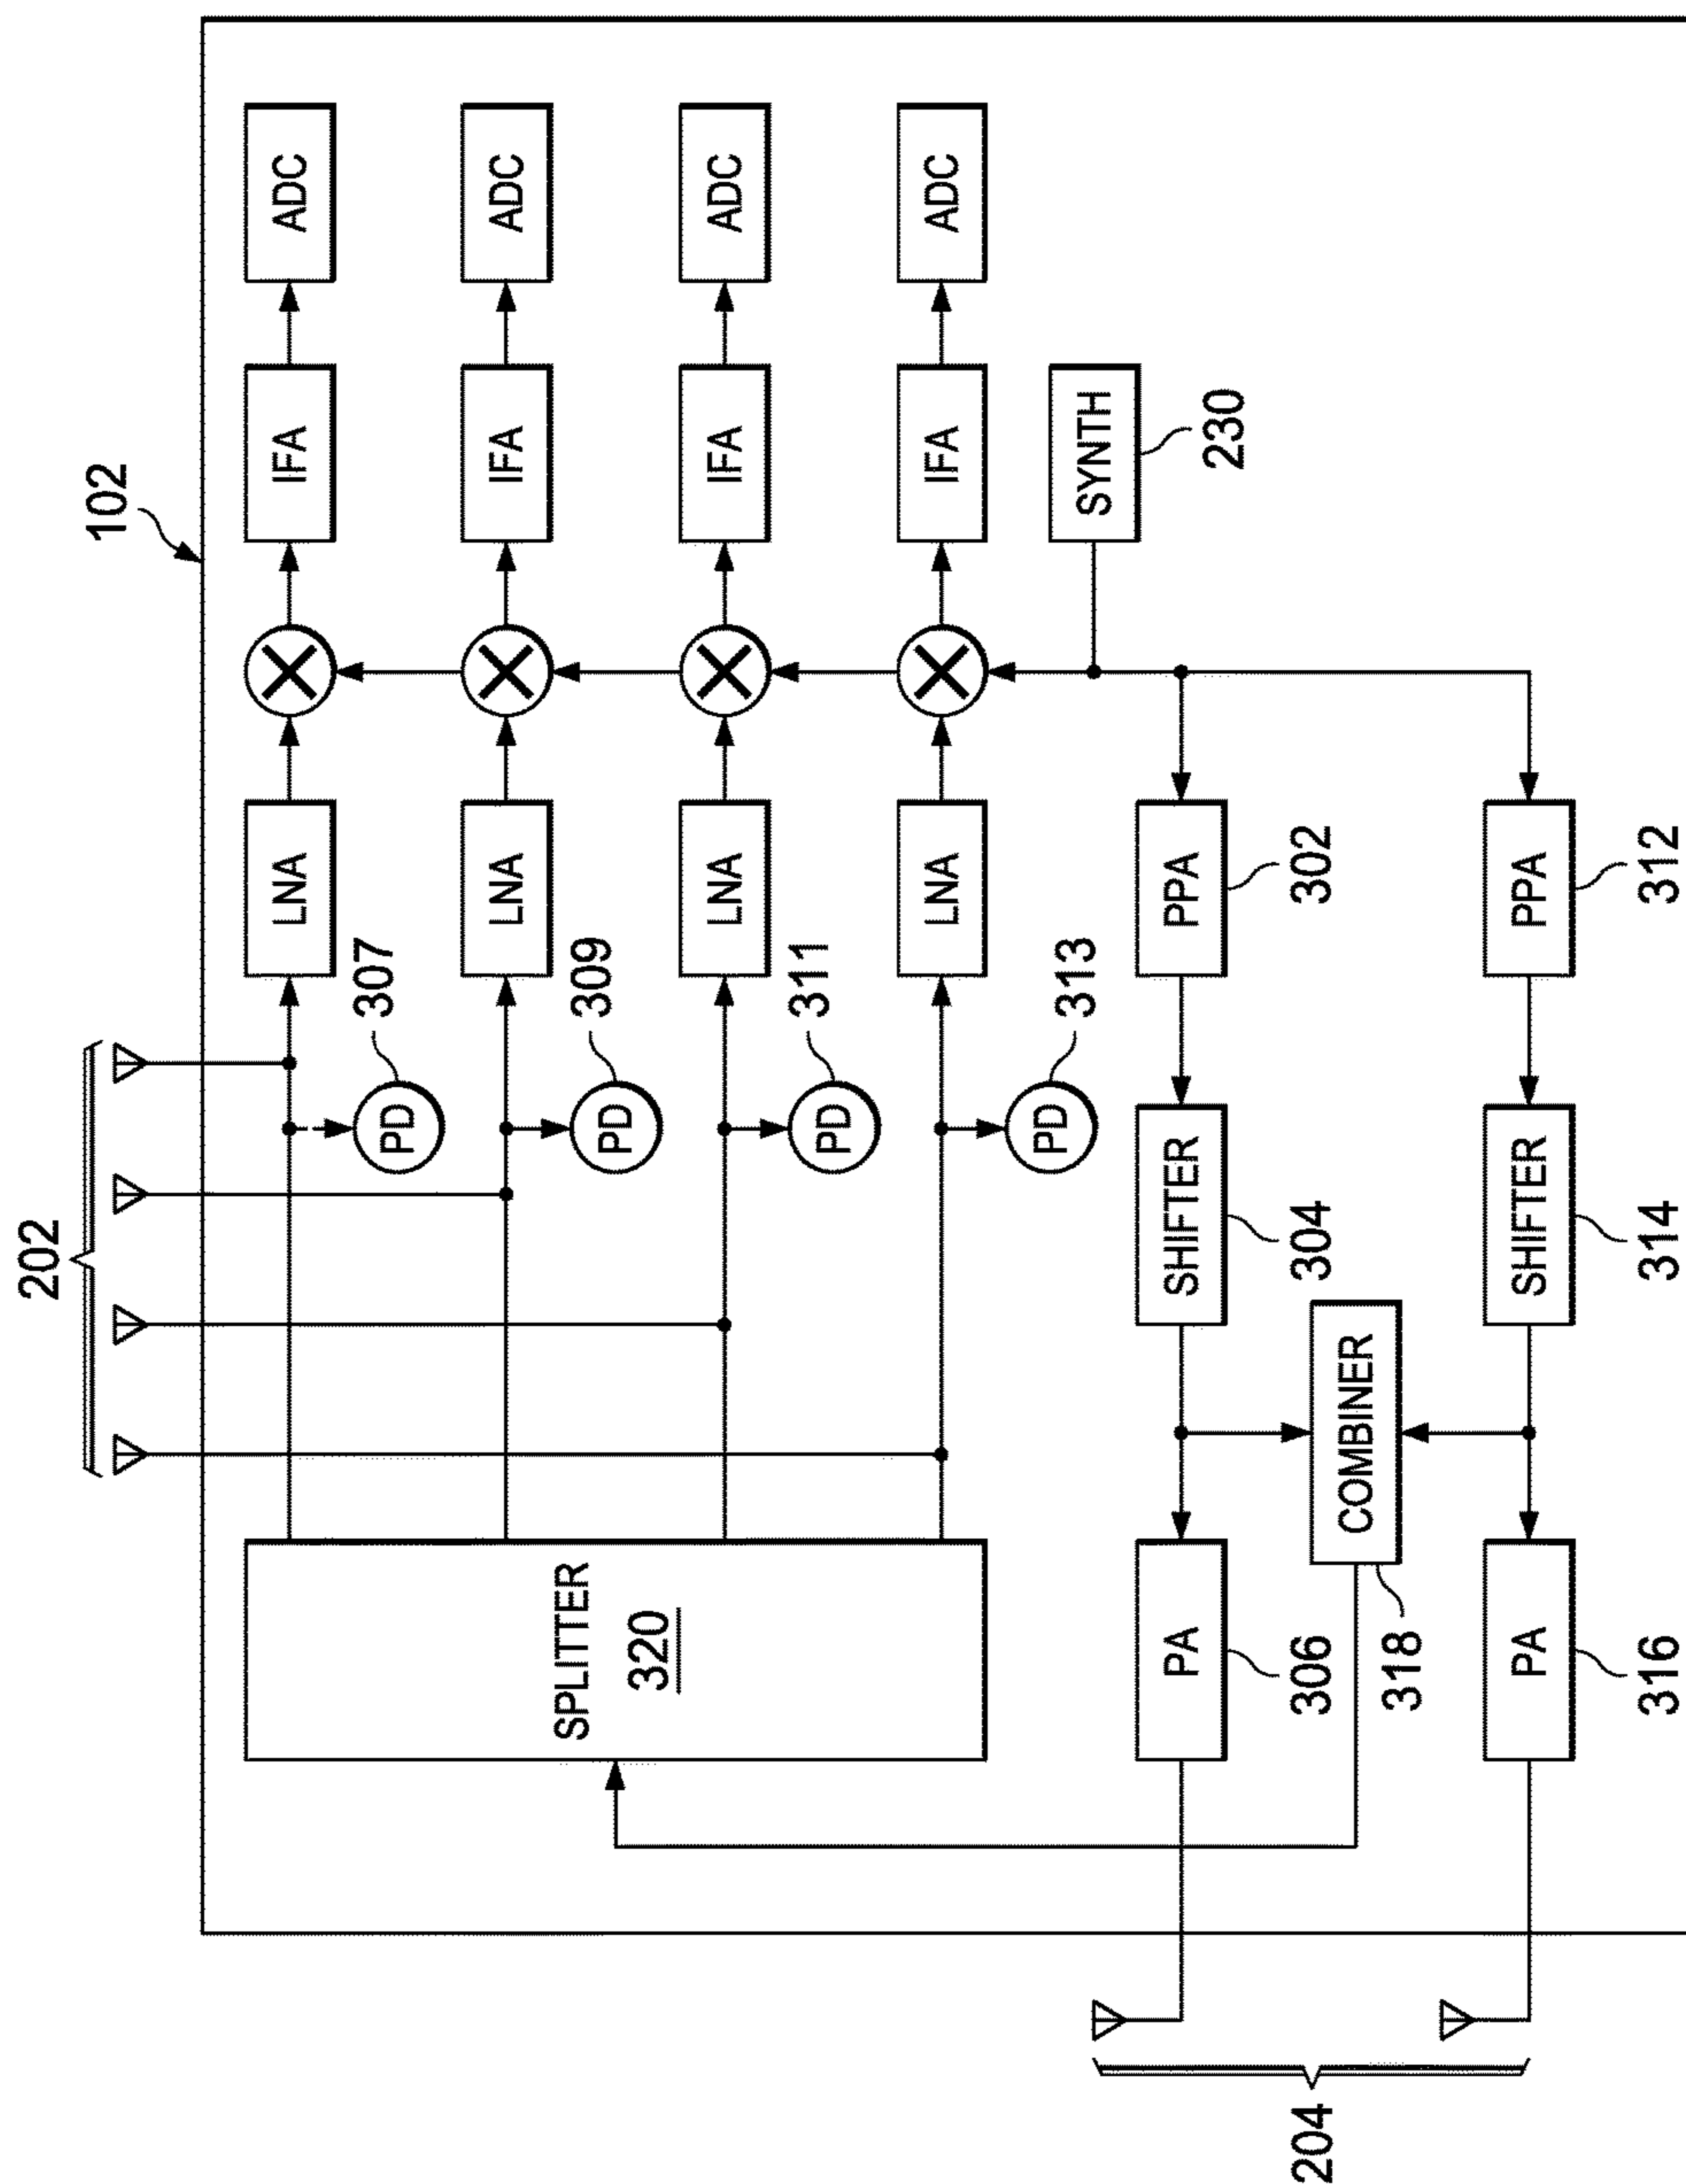 102
202
LNA
IFA
ADC
307
PD
LNA
IFA
ADC
309
PD
SPLITTER
320
LNA
IFA
ADC
311
PD
LNA
IFA
ADC
313
PD
SYNTH
230
PA
306
SHIFTER
304
PPA
302
COMBINER
318
PA
316
SHIFTER
314
PPA
312
204